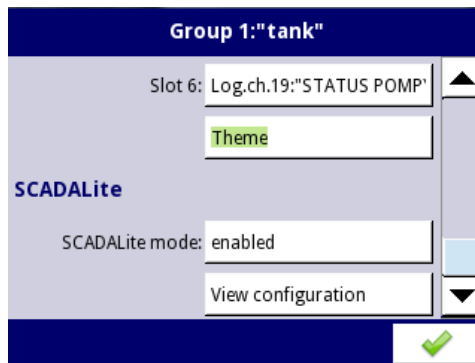 Group 1:"tank"
Slot 6: Log.ch.19:"STATUS POMP
Theme
SCADALite
SCADALite mode: enabled
View configuration